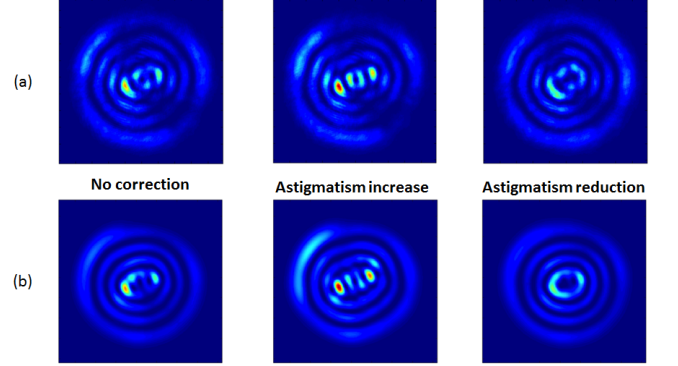 (a)
No correction Astigmatism increase Astigmatism reduction
(b)